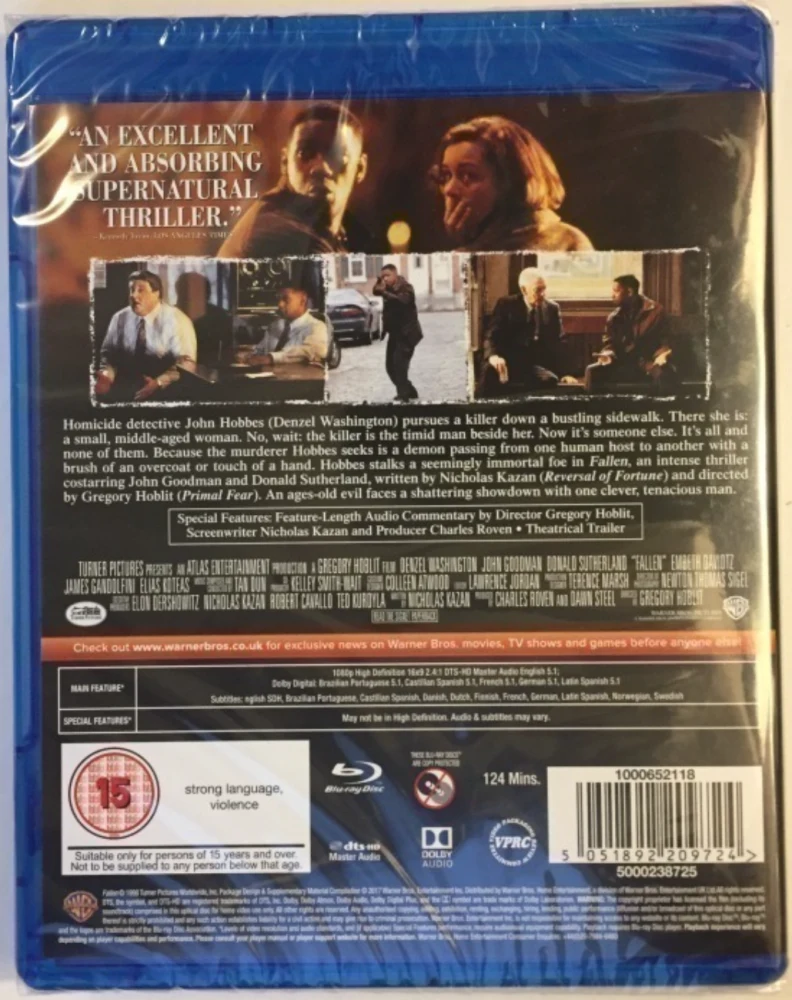 “AN EXCELLENT
AND ABSORBING
SUPERNATURAL
THRILLER.”
LOS ANGELES TIMES
Homicide detective John Hobbes (Denzel Washington) pursues a killer down a bustling sidewalk. There she is:
a small, middle-aged woman. No, wait: the killer is the timid man beside her. Now it's someone else. It's all and
none of them. Because the murderer Hobbes seeks is a demon passing from one human host to another with a
brush of an overcoat or touch of a hand. Hobbes stalks a seemingly immortal foe in Fallen, an intense thriller
costarring John Goodman and Donald Sutherland, written by Nicholas Kazan (Reversal of Fortune) and directed
by Gregory Hoblit (Primal Fear). An ages-old evil faces a shattering showdown with one clever, tenacious man.
Special Features: Feature-Length Audio Commentary by Director Gregory Hoblit,
Screenwriter Nicholas Kazan and Producer Charles Roven • Theatrical Trailer
TURNER PICTURES PRESENTS AN ATLAS ENTERTAINMENT PRODUCTION A GREGORY HOBLIT FILM DENZEL WASHINGTON JOHN GOODMAN DONALD SUTHERLAND "FALLEN" EMBETH DAVIDTZ
JAMES GANDOLFINI ELIAS KOTEAS TAN DUN KELLEY SMITH-WAIT COLLEEN ATWOOD LAWRENCE JORDAN TERENCE MARSH NEWTON THOMAS SIGEL
ELON DERSHOWITZ NICHOLAS KAZAN ROBERT CAVALLO TED KURDYLA NICHOLAS KAZAN CHARLES ROVEN AND DAWN STEEL GREGORY HOBLIT
READ THE SIGNET PAPERBACK
Check out www.warnerbros.co.uk for exclusive news on Warner Bros. movies, TV shows and games before anyone else!
MAIN FEATURE*
1080p High Definition 16x9 2.4:1 DTS-HD Master Audio English 5.1;
Dolby Digital: Brazilian Portuguese 5.1, Castilian Spanish 5.1, French 5.1, German 5.1, Latin Spanish 5.1
Subtitles: nglish SDH, Brazilian Portuguese, Castilian Spanish, Danish, Dutch, Finnish, French, German, Latin Spanish, Norwegian, Swedish
SPECIAL FEATURES*
May not be in High Definition. Audio & subtitles may vary.
15
strong language,
violence
Suitable only for persons of 15 years and over.
Not to be supplied to any person below that age.
Blu-ray Disc
THESE BLU-RAY DISCS™
ARE COPY PROTECTED
124 Mins.
dts-HD
Master Audio
DOLBY
AUDIO
VPRC
1000652118
5 051892 209724 >
5000238725